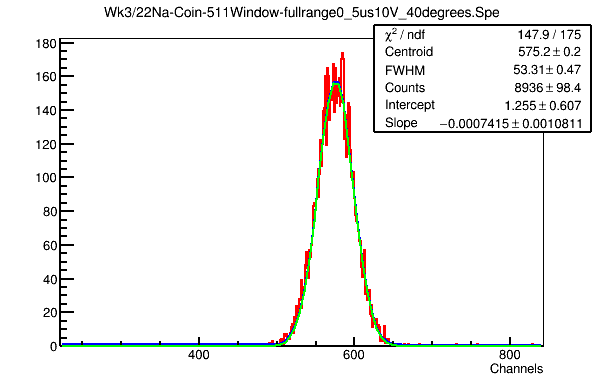 Wk3/22Na-Coin-511Window-fullrange0_5us10V_40degrees.Spe
χ² / ndf 147.9 / 175
Centroid 575.2 ± 0.2
FWHM 53.31 ± 0.47
Counts 8936 ± 98.4
Intercept 1.255 ± 0.607
Slope −0.0007415 ± 0.0010811
180
160
140
120
100
80
60
40
20
0
400 600 800
Channels